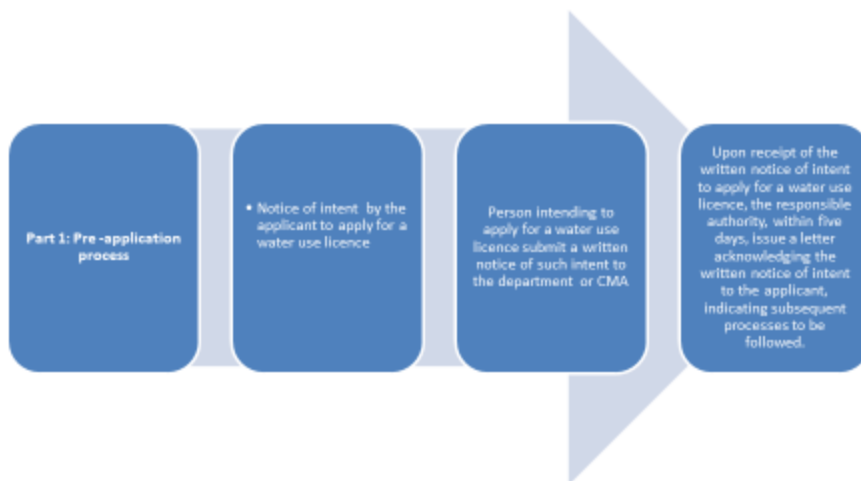 Part 1: Pre -application
process
• Notice of intent by the
applicant to apply for a
water use licence
Person intending to
apply for a water use
licence submit a written
notice of such intent to
the department or CMA
Upon receipt of the
written notice of intent
to apply for a water use
licence, the responsible
authority, within five
days, issue a letter
acknowledging the
written notice of intent
to the applicant,
indicating subsequent
processes to be
followed.